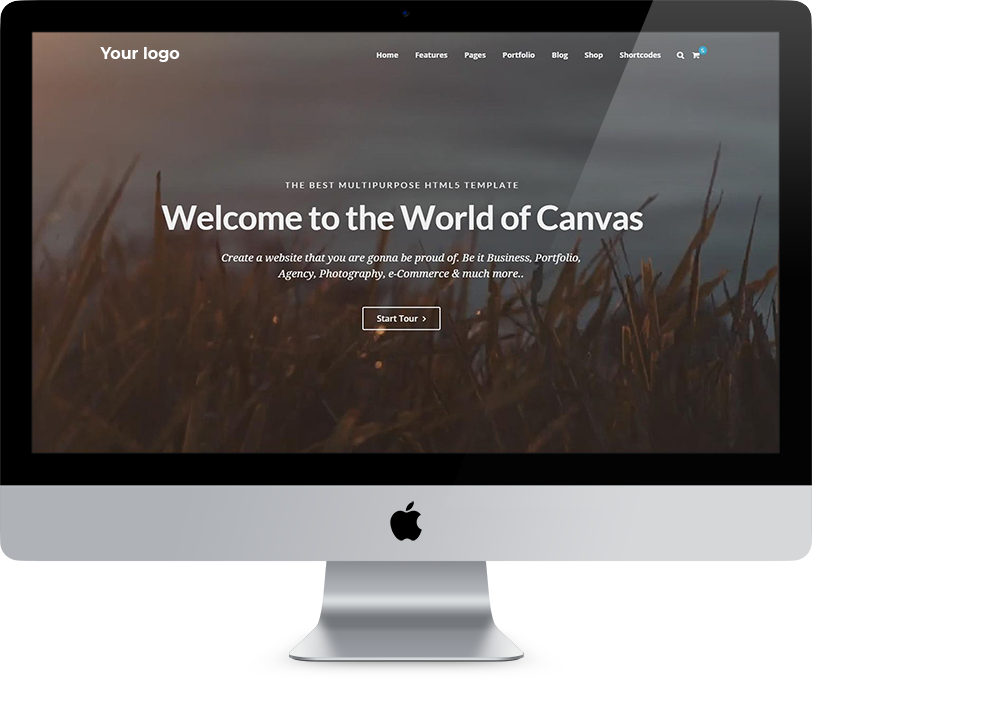 Your logo
Home Features Pages Portfolio Blog Shop Shortcodes
5
THE BEST MULTIPURPOSE HTML5 TEMPLATE
Welcome to the World of Canvas
Create a website that you are gonna be proud of. Be it Business, Portfolio,
Agency, Photography, e-Commerce & much more..
Start Tour